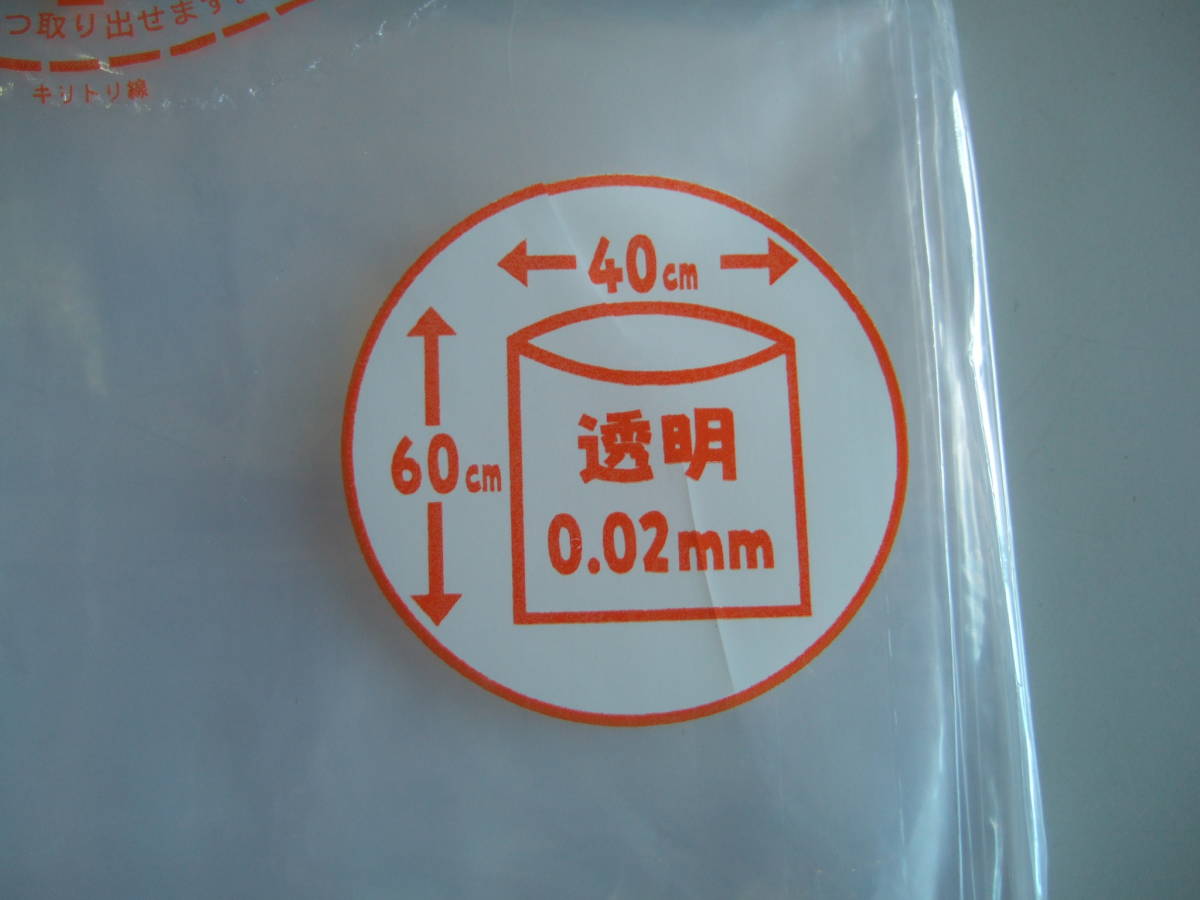 つ取り出せます。
キリトリ線
40cm
60cm
透明
0.02mm